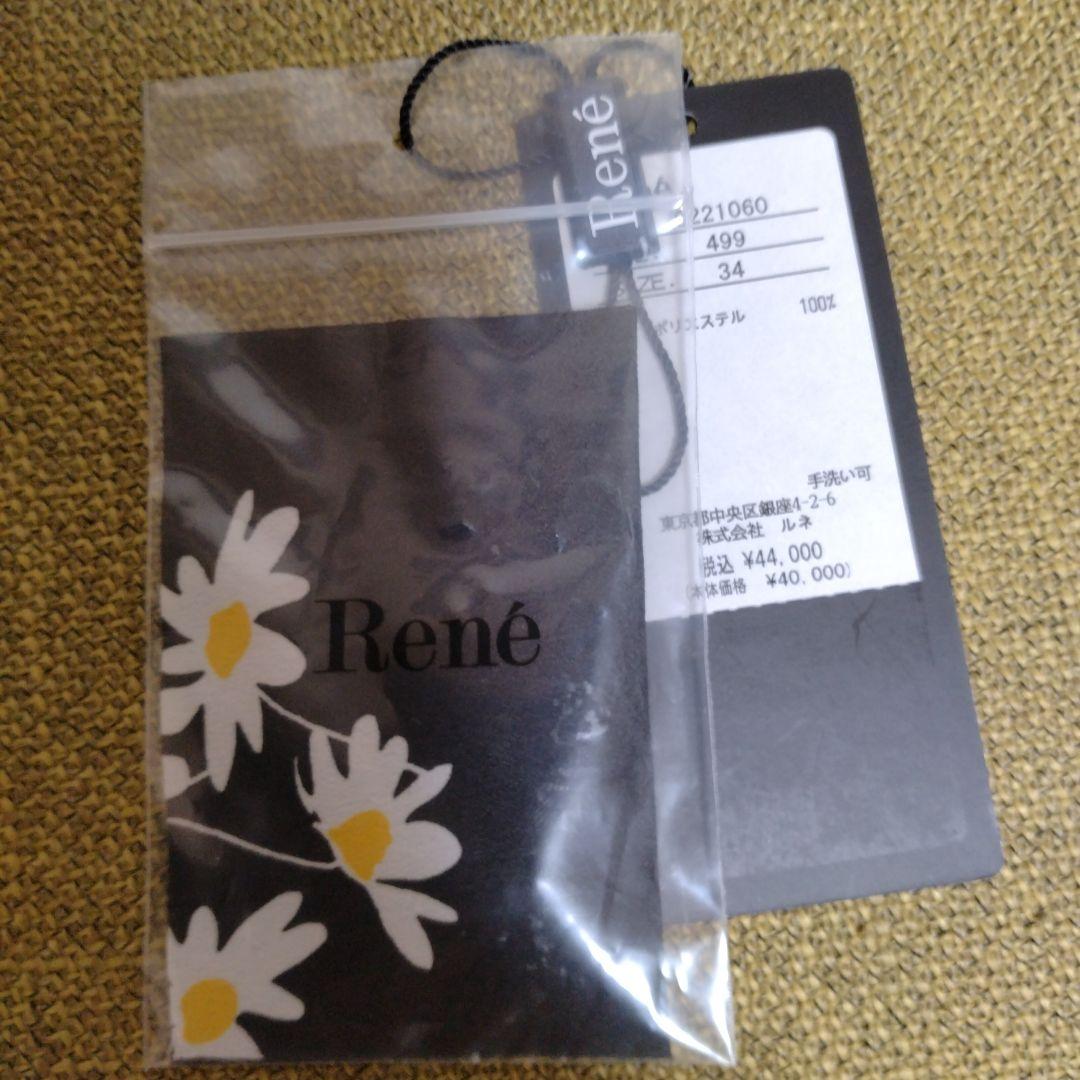 René
221060
499
ZE. 34
ポリエステル 100%
手洗い可
東京都中央区銀座4-2-6
株式会社 ルネ
税込 ¥44,000
(本体価格 ¥40,000)
René